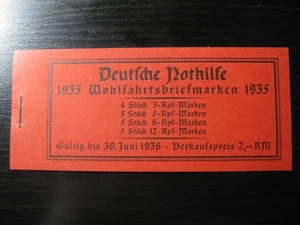 Deutsche Nothilfe
1935 Wohlfahrtsbriefmarken 1935
4 Stück 3-Rpf-Marken
5 Stück 5-Rpf-Marken
5 Stück 6-Rpf-Marken
5 Stück 12-Rpf-Marken
Gültig bis 30. Juni 1936 - Verkaufspreis 2,- RM